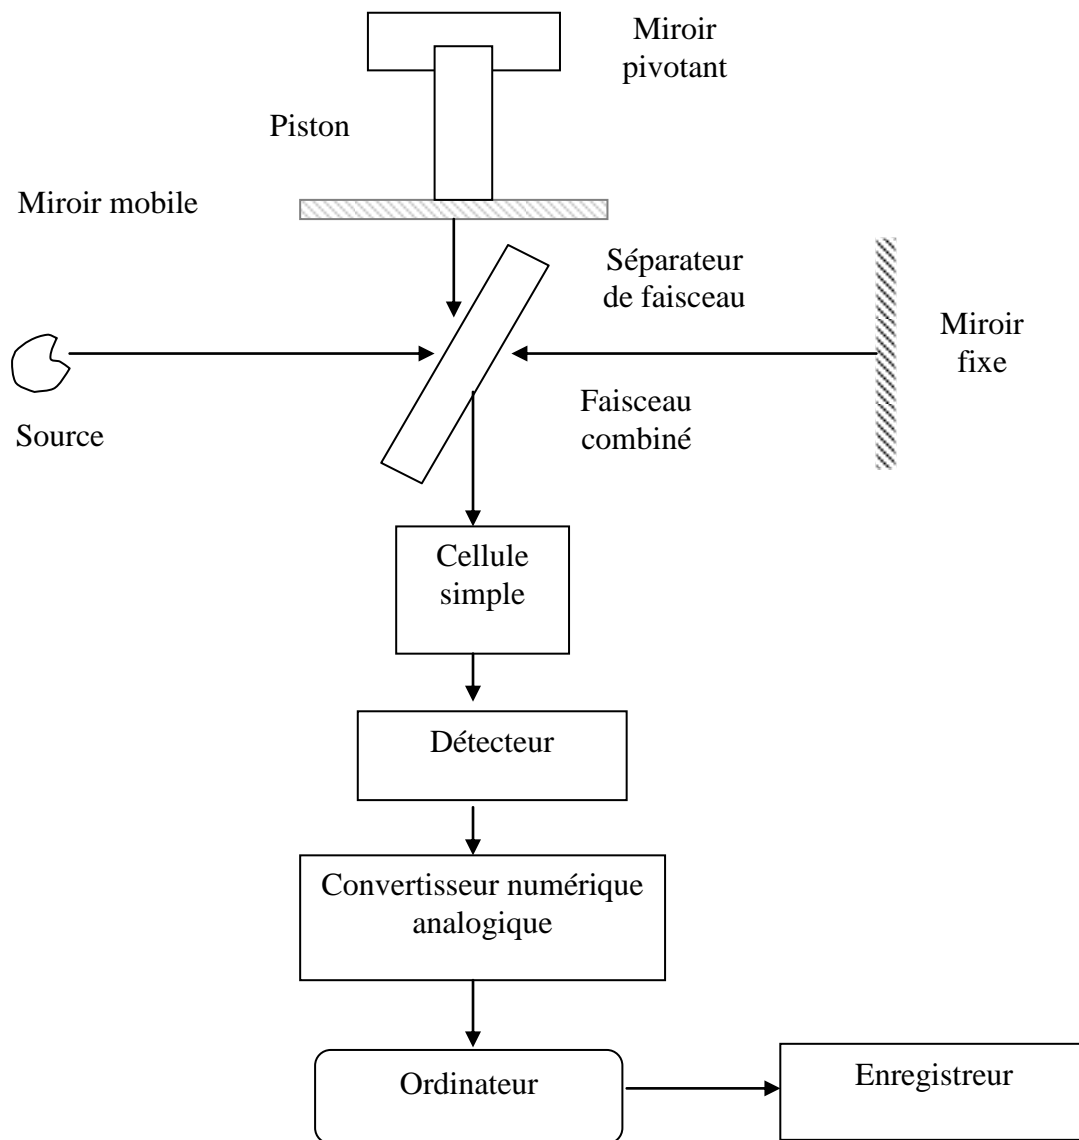 Miroir
pivotant
Piston
Miroir mobile
Séparateur
de faisceau
Miroir
fixe
Source
Faisceau
combiné
Cellule
simple
Détecteur
Convertisseur numérique
analogique
Ordinateur
Enregistreur